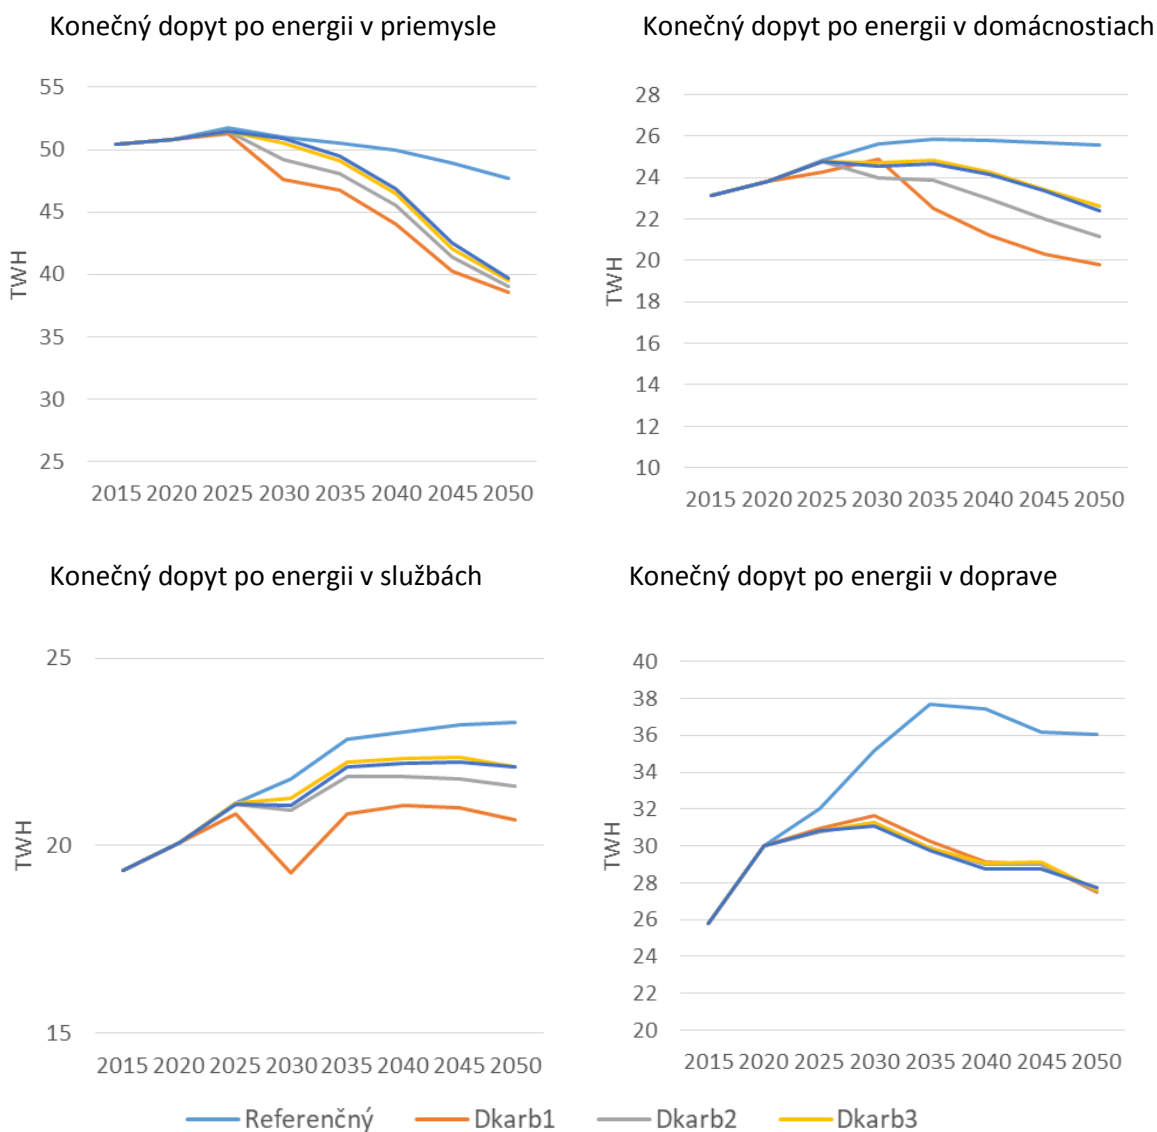 Konečný dopyt po energii v priemysle
55
50
45
40
35
30
25
TWH
2015 2020 2025 2030 2035 2040 2045 2050
Konečný dopyt po energii v domácnostiach
28
26
24
22
20
18
16
14
12
10
TWH
2015 2020 2025 2030 2035 2040 2045 2050
Konečný dopyt po energii v službách
25
20
15
TWH
2015 2020 2025 2030 2035 2040 2045 2050
Konečný dopyt po energii v doprave
40
38
36
34
32
30
28
26
24
22
20
TWH
2015 2020 2025 2030 2035 2040 2045 2050
Referenčný Dkarb1 Dkarb2 Dkarb3